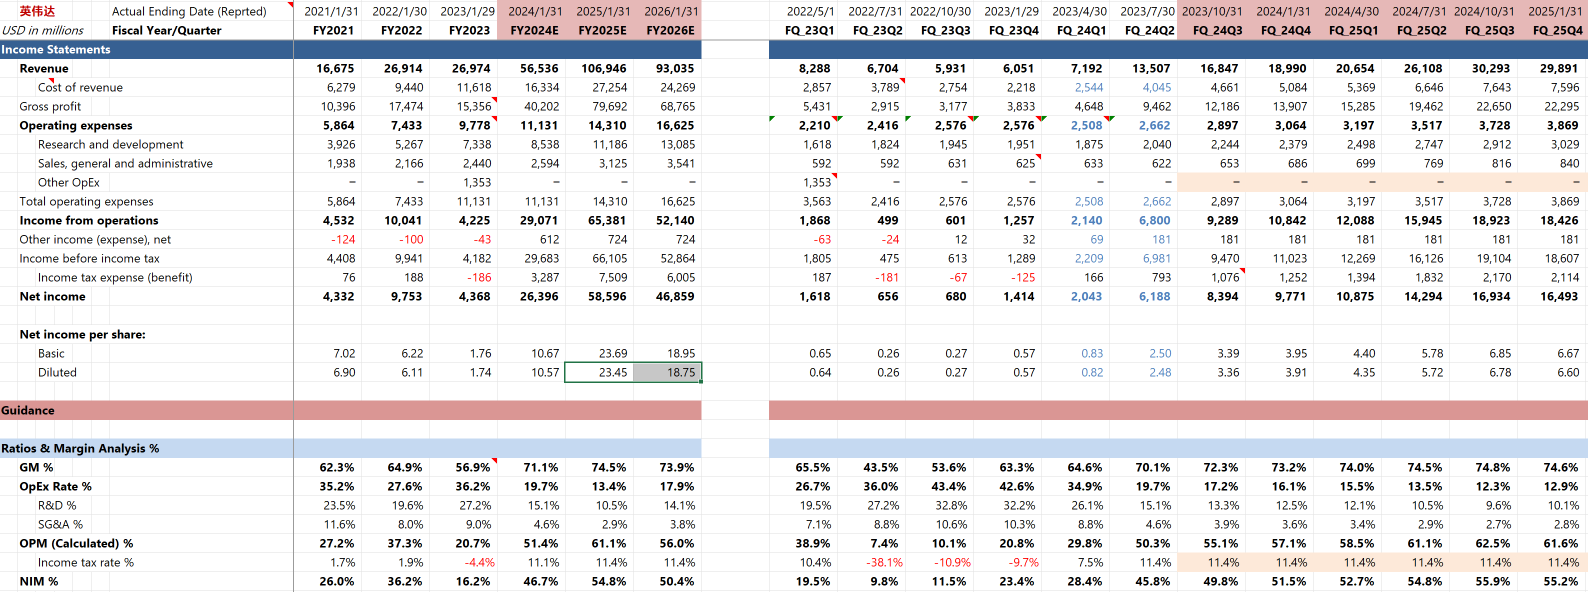 英伟达 Actual Ending Date (Reprted) 2021/1/31 2022/1/30 2023/1/29 2024/1/31 2025/1/31 2026/1/31 2022/5/1 2022/7/31 2022/10/30 2023/1/29 2023/4/30 2023/7/30 2023/10/31 2024/1/31 2024/4/30 2024/7/31 2024/10/31 2025/1/31
USD in millions Fiscal Year/Quarter FY2021 FY2022 FY2023 FY2024E FY2025E FY2026E FQ_23Q1 FQ_23Q2 FQ_23Q3 FQ_23Q4 FQ_24Q1 FQ_24Q2 FQ_24Q3 FQ_24Q4 FQ_25Q1 FQ_25Q2 FQ_25Q3 FQ_25Q4
Income Statements
Revenue 16,675 26,914 26,974 56,536 106,946 93,035 8,288 6,704 5,931 6,051 7,192 13,507 16,847 18,990 20,654 26,108 30,293 29,891
Cost of revenue 6,279 9,440 11,618 16,334 27,254 24,269 2,857 3,789 2,754 2,218 2,544 4,045 4,661 5,084 5,369 6,646 7,643 7,596
Gross profit 10,396 17,474 15,356 40,202 79,692 68,765 5,431 2,915 3,177 3,833 4,648 9,462 12,186 13,907 15,285 19,462 22,650 22,295
Operating expenses 5,864 7,433 9,778 11,131 14,310 16,625 2,210 2,416 2,576 2,576 2,508 2,662 2,897 3,064 3,197 3,517 3,728 3,869
Research and development 3,926 5,267 7,338 8,538 11,186 13,085 1,618 1,824 1,945 1,951 1,875 2,040 2,244 2,379 2,498 2,747 2,912 3,029
Sales, general and administrative 1,938 2,166 2,440 2,594 3,125 3,541 592 592 631 625 633 622 653 686 699 769 816 840
Other OpEx – – 1,353 – – – 1,353 – – – – – – – – – – –
Total operating expenses 5,864 7,433 11,131 11,131 14,310 16,625 3,563 2,416 2,576 2,576 2,508 2,662 2,897 3,064 3,197 3,517 3,728 3,869
Income from operations 4,532 10,041 4,225 29,071 65,381 52,140 1,868 499 601 1,257 2,140 6,800 9,289 10,842 12,088 15,945 18,923 18,426
Other income (expense), net -124 -100 -43 612 724 724 -63 -24 12 32 69 181 181 181 181 181 181 181
Income before income tax 4,408 9,941 4,182 29,683 66,105 52,864 1,805 475 613 1,289 2,209 6,981 9,470 11,023 12,269 16,126 19,104 18,607
Income tax expense (benefit) 76 188 -186 3,287 7,509 6,005 187 -181 -67 -125 166 793 1,076 1,252 1,394 1,832 2,170 2,114
Net income 4,332 9,753 4,368 26,396 58,596 46,859 1,618 656 680 1,414 2,043 6,188 8,394 9,771 10,875 14,294 16,934 16,493
Net income per share:
Basic 7.02 6.22 1.76 10.67 23.69 18.95 0.65 0.26 0.27 0.57 0.83 2.50 3.39 3.95 4.40 5.78 6.85 6.67
Diluted 6.90 6.11 1.74 10.57 23.45 18.75 0.64 0.26 0.27 0.57 0.82 2.48 3.36 3.91 4.35 5.72 6.78 6.60
Guidance
Ratios & Margin Analysis %
GM % 62.3% 64.9% 56.9% 71.1% 74.5% 73.9% 65.5% 43.5% 53.6% 63.3% 64.6% 70.1% 72.3% 73.2% 74.0% 74.5% 74.8% 74.6%
OpEx Rate % 35.2% 27.6% 36.2% 19.7% 13.4% 17.9% 26.7% 36.0% 43.4% 42.6% 34.9% 19.7% 17.2% 16.1% 15.5% 13.5% 12.3% 12.9%
R&D % 23.5% 19.6% 27.2% 15.1% 10.5% 14.1% 19.5% 27.2% 32.8% 32.2% 26.1% 15.1% 13.3% 12.5% 12.1% 10.5% 9.6% 10.1%
SG&A % 11.6% 8.0% 9.0% 4.6% 2.9% 3.8% 7.1% 8.8% 10.6% 10.3% 8.8% 4.6% 3.9% 3.6% 3.4% 2.9% 2.7% 2.8%
OPM (Calculated) % 27.2% 37.3% 20.7% 51.4% 61.1% 56.0% 38.9% 7.4% 10.1% 20.8% 29.8% 50.3% 55.1% 57.1% 58.5% 61.1% 62.5% 61.6%
Income tax rate % 1.7% 1.9% -4.4% 11.1% 11.4% 11.4% 10.4% -38.1% -10.9% -9.7% 7.5% 11.4% 11.4% 11.4% 11.4% 11.4% 11.4% 11.4%
NIM % 26.0% 36.2% 16.2% 46.7% 54.8% 50.4% 19.5% 9.8% 11.5% 23.4% 28.4% 45.8% 49.8% 51.5% 52.7% 54.8% 55.9% 55.2%